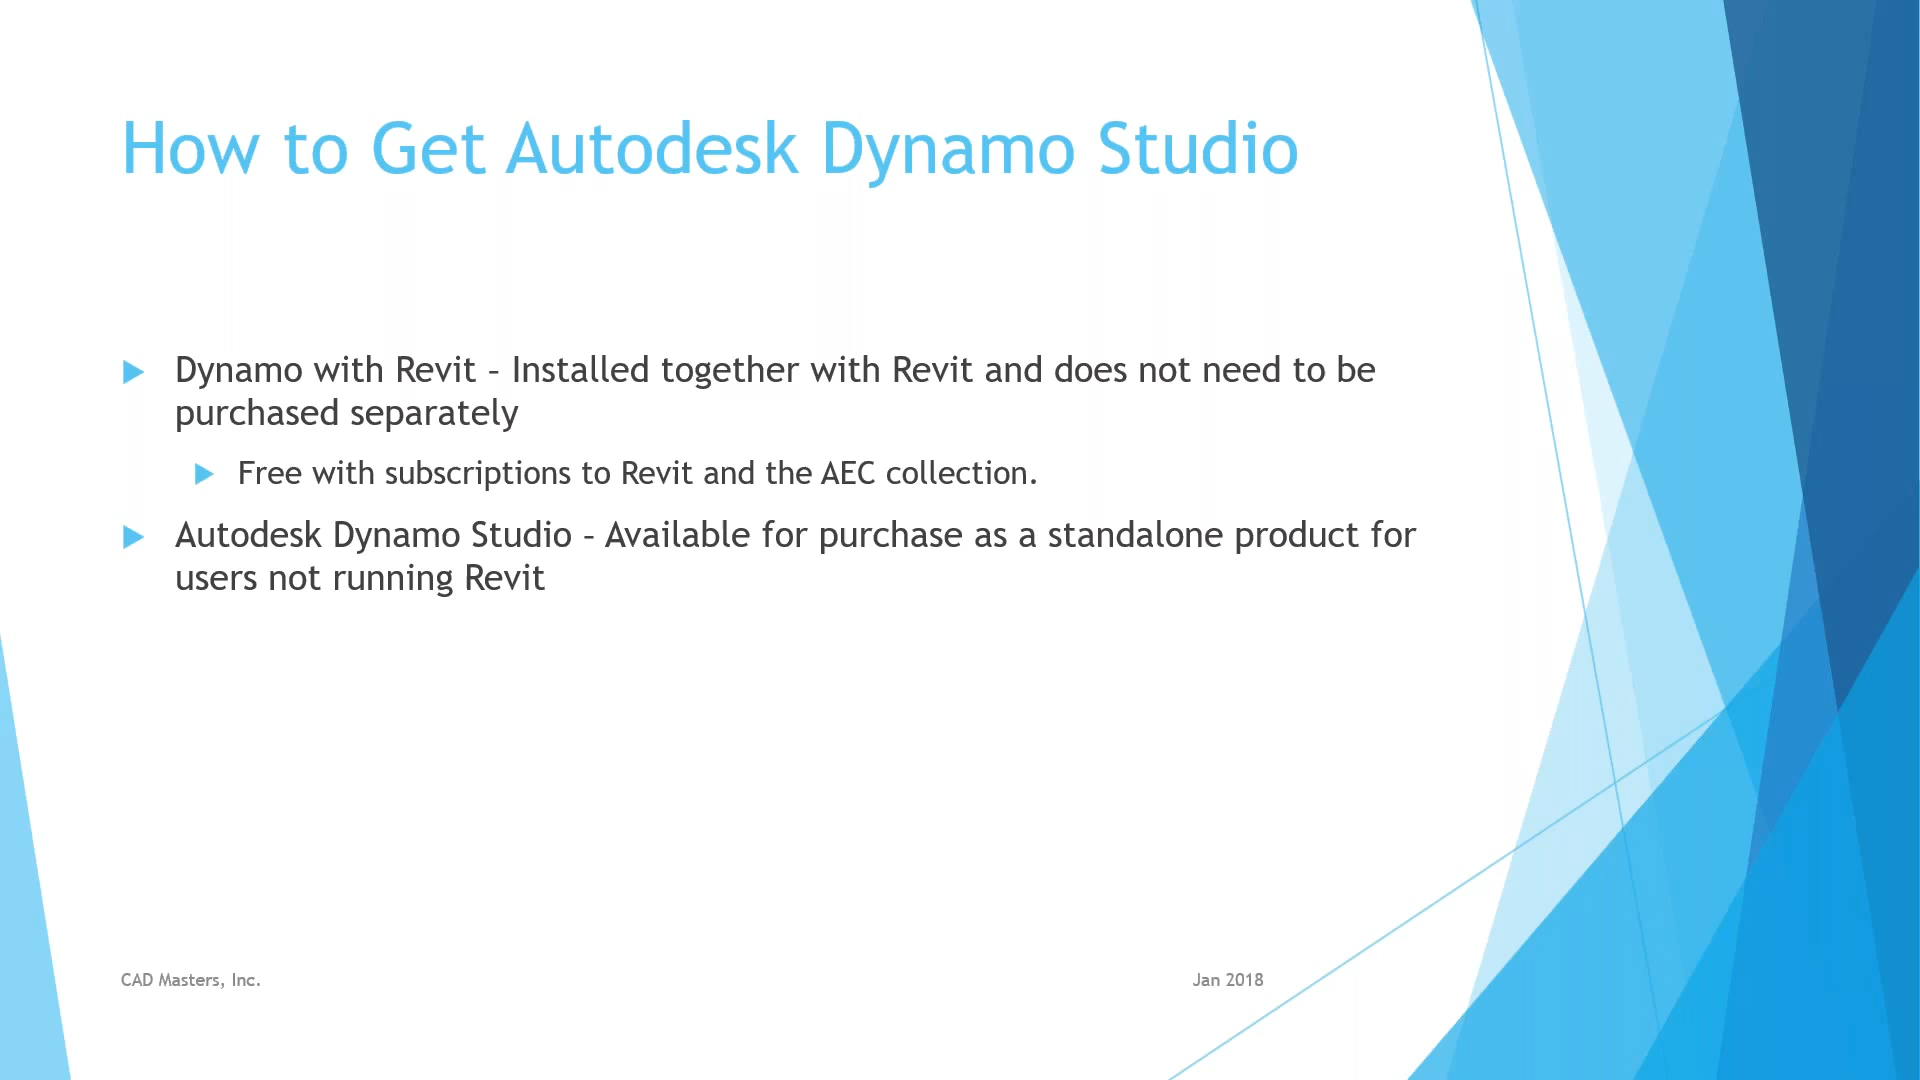 How to Get Autodesk Dynamo Studio
Dynamo with Revit – Installed together with Revit and does not need to be
purchased separately
Free with subscriptions to Revit and the AEC collection.
Autodesk Dynamo Studio – Available for purchase as a standalone product for
users not running Revit
CAD Masters, Inc.
Jan 2018